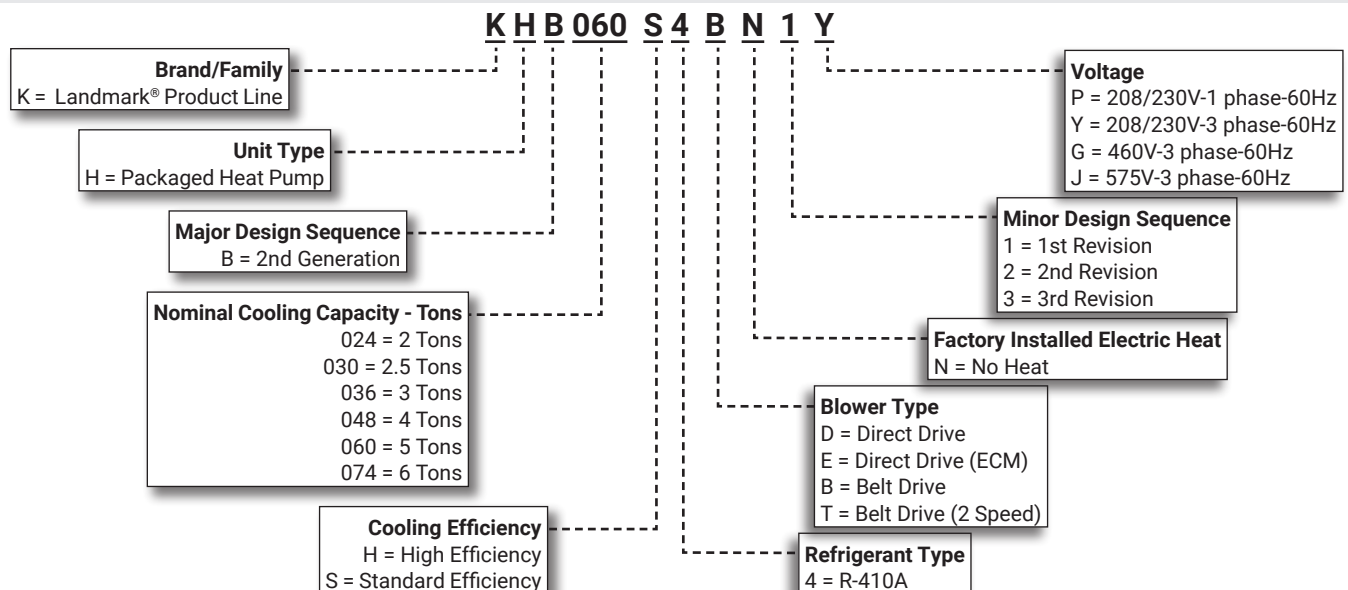 K H B 060 S 4 B N 1 Y
Brand/Family
K = Landmark® Product Line
Unit Type
H = Packaged Heat Pump
Major Design Sequence
B = 2nd Generation
Nominal Cooling Capacity - Tons
024 = 2 Tons
030 = 2.5 Tons
036 = 3 Tons
048 = 4 Tons
060 = 5 Tons
074 = 6 Tons
Cooling Efficiency
H = High Efficiency
S = Standard Efficiency
Voltage
P = 208/230V-1 phase-60Hz
Y = 208/230V-3 phase-60Hz
G = 460V-3 phase-60Hz
J = 575V-3 phase-60Hz
Minor Design Sequence
1 = 1st Revision
2 = 2nd Revision
3 = 3rd Revision
Factory Installed Electric Heat
N = No Heat
Blower Type
D = Direct Drive
E = Direct Drive (ECM)
B = Belt Drive
T = Belt Drive (2 Speed)
Refrigerant Type
4 = R-410A